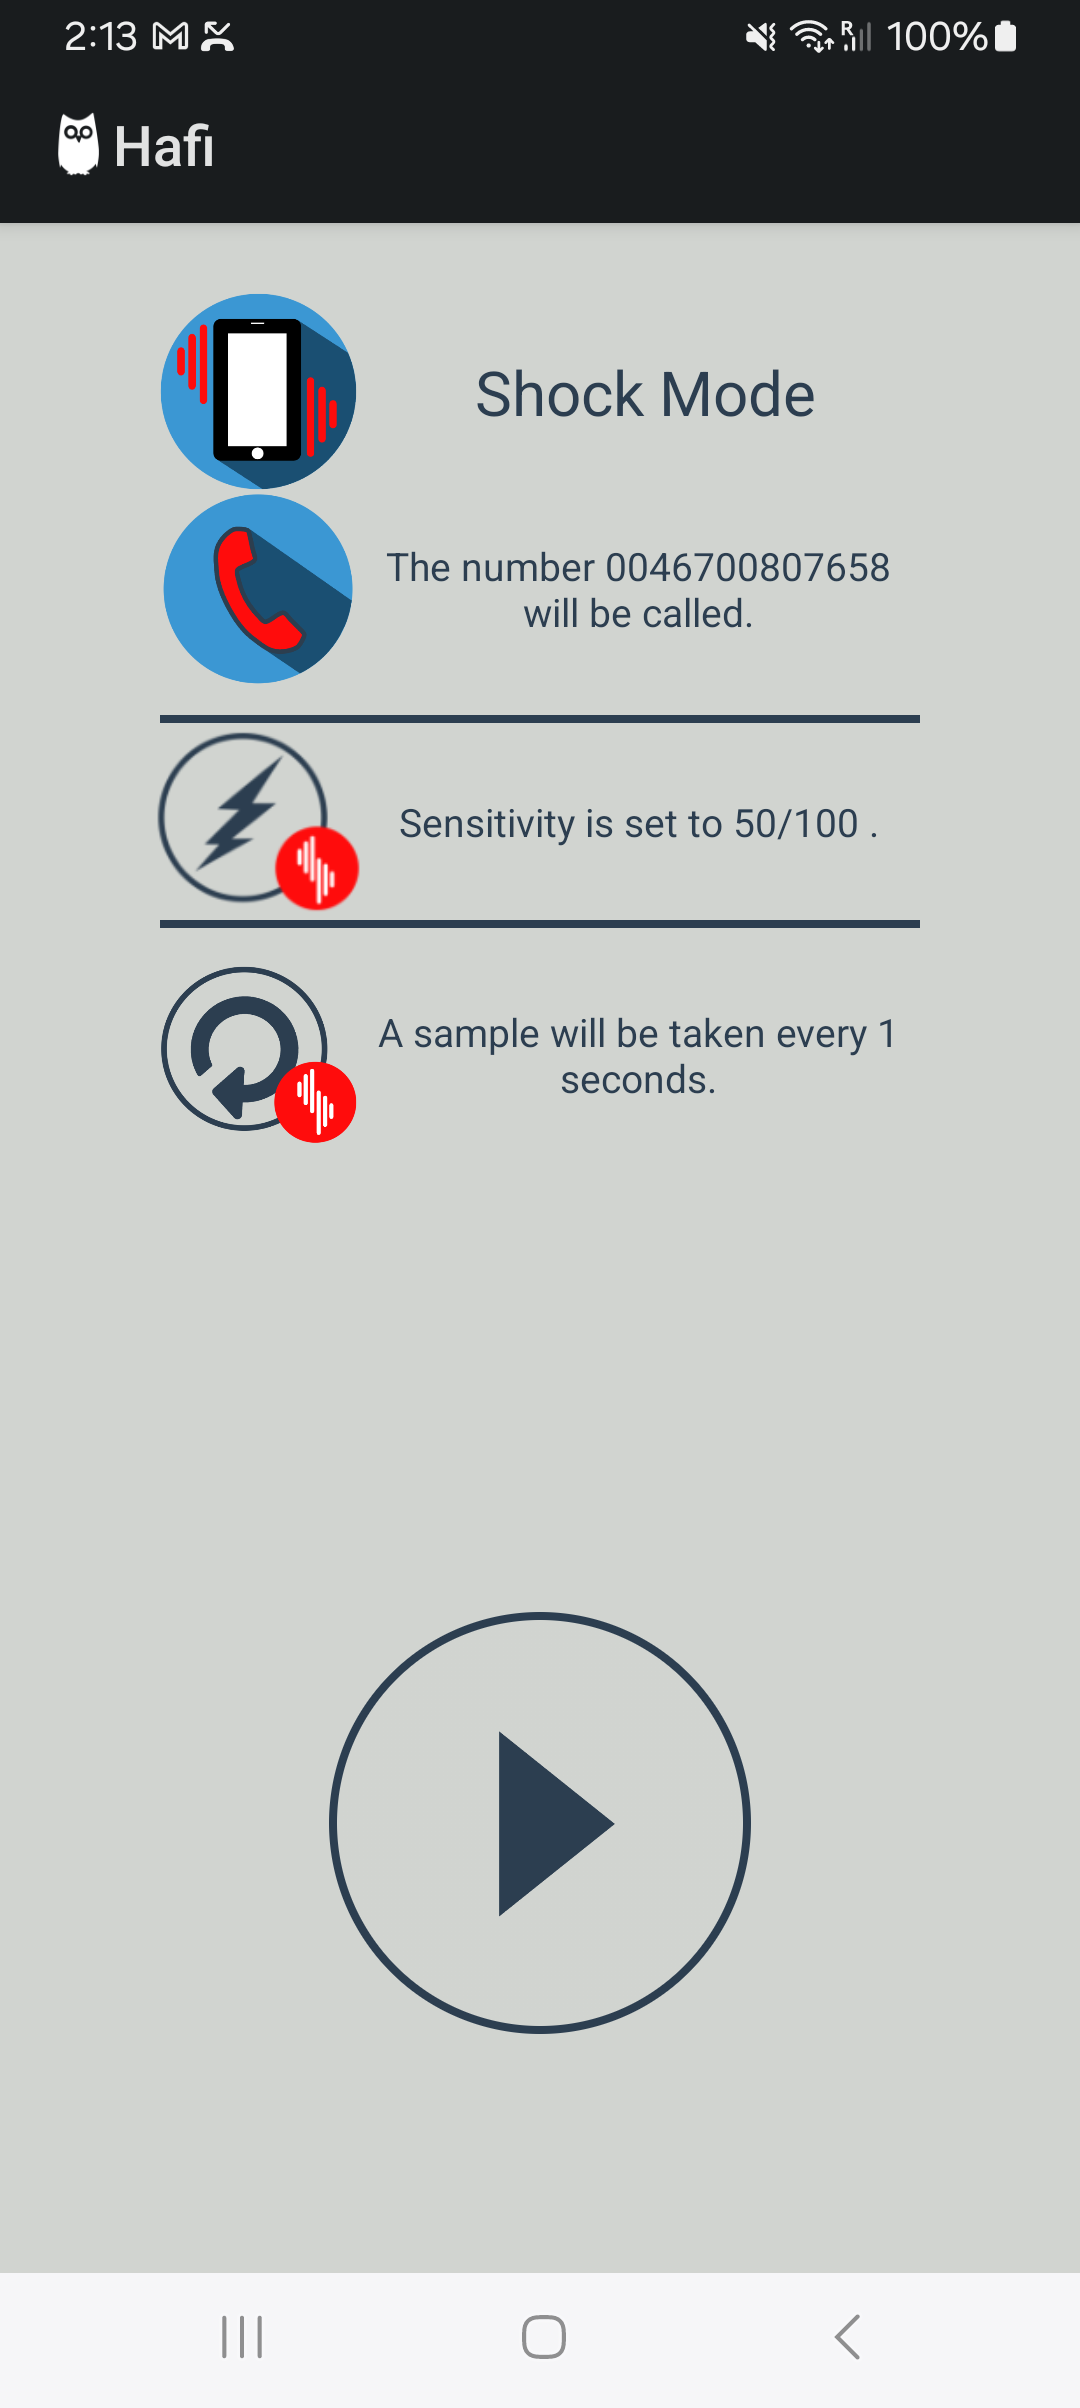 2:13
R
100%
Hafi
Shock Mode
The number 0046700807658
will be called.
Sensitivity is set to 50/100 .
A sample will be taken every 1
seconds.